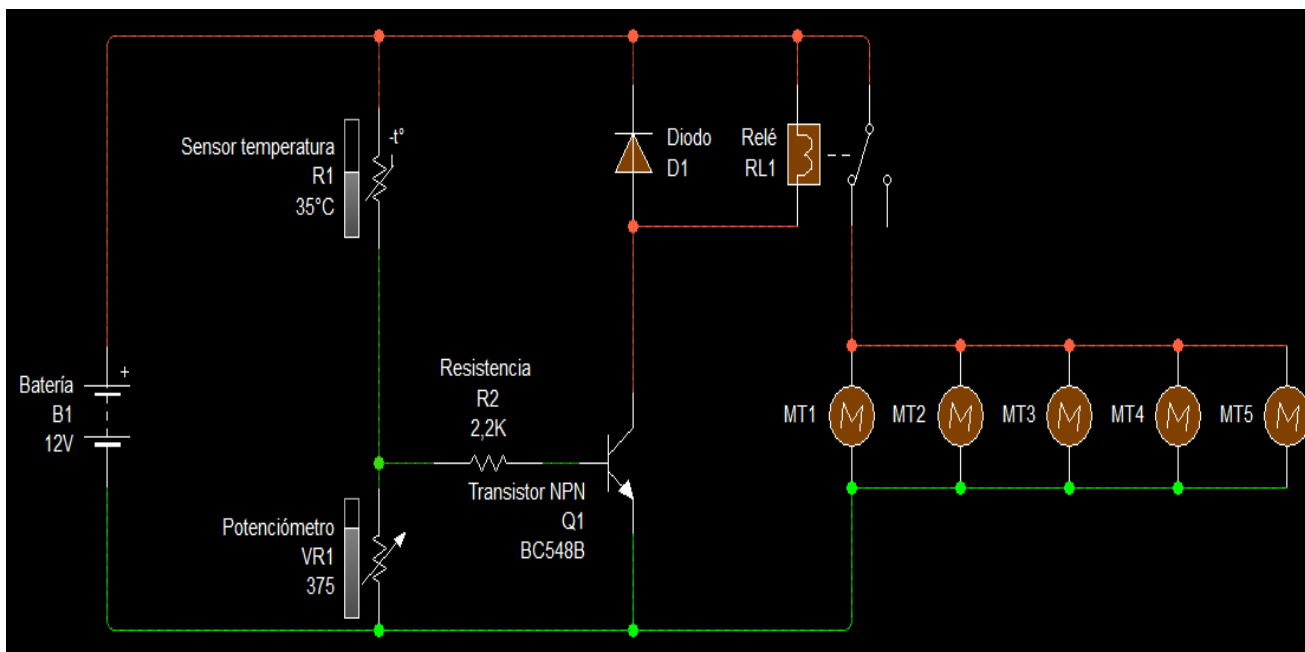 Sensor temperatura
R1
35°C
-t°
Diodo
D1
Relé
RL1
+
Batería
B1
12V
Resistencia
R2
2,2K
MT1
M
MT2
M
MT3
M
MT4
M
MT5
M
Transistor NPN
Q1
BC548B
Potenciómetro
VR1
375